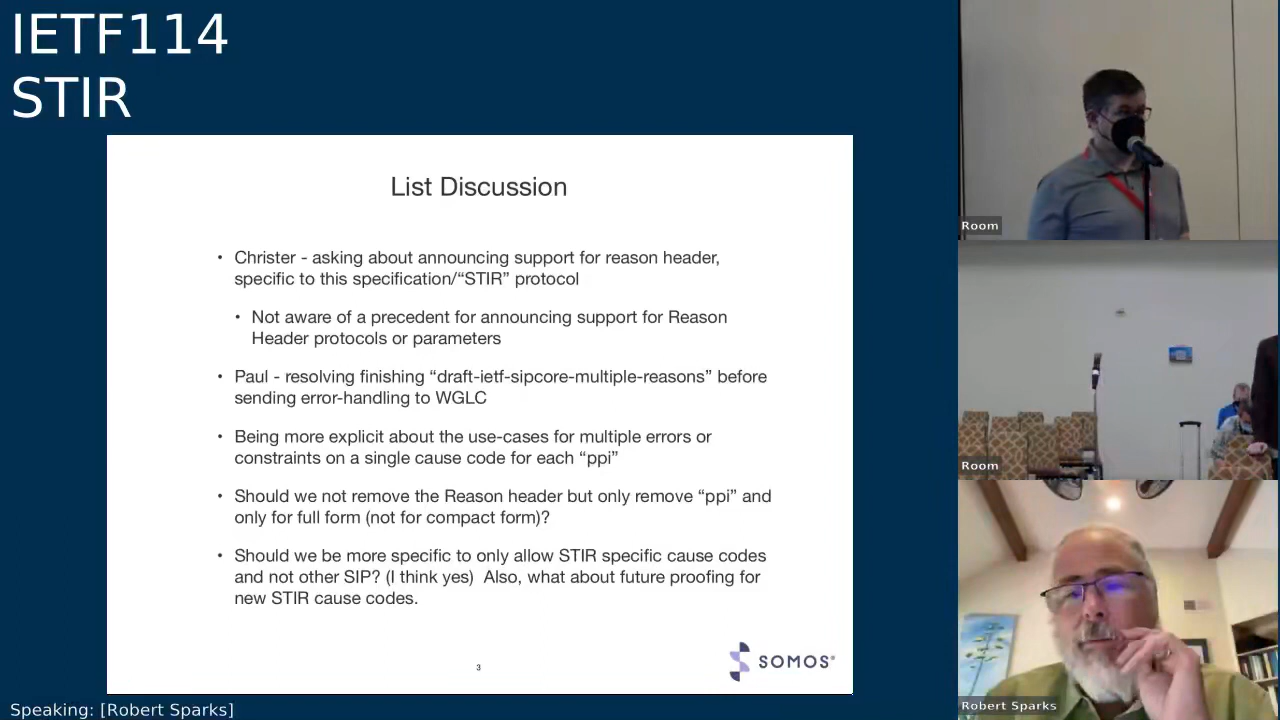 IETF114
STIR
List Discussion
• Christer - asking about announcing support for reason header,
specific to this specification/“STIR” protocol
• Not aware of a precedent for announcing support for Reason
Header protocols or parameters
• Paul - resolving finishing “draft-ietf-sipcore-multiple-reasons” before
sending error-handling to WGLC
• Being more explicit about the use-cases for multiple errors or
constraints on a single cause code for each “ppi”
• Should we not remove the Reason header but only remove “ppi” and
only for full form (not for compact form)?
• Should we be more specific to only allow STIR specific cause codes
and not other SIP? (I think yes)  Also, what about future proofing for
new STIR cause codes.
3
SOMOS®
Room
Room
Robert Sparks
Speaking: [Robert Sparks]